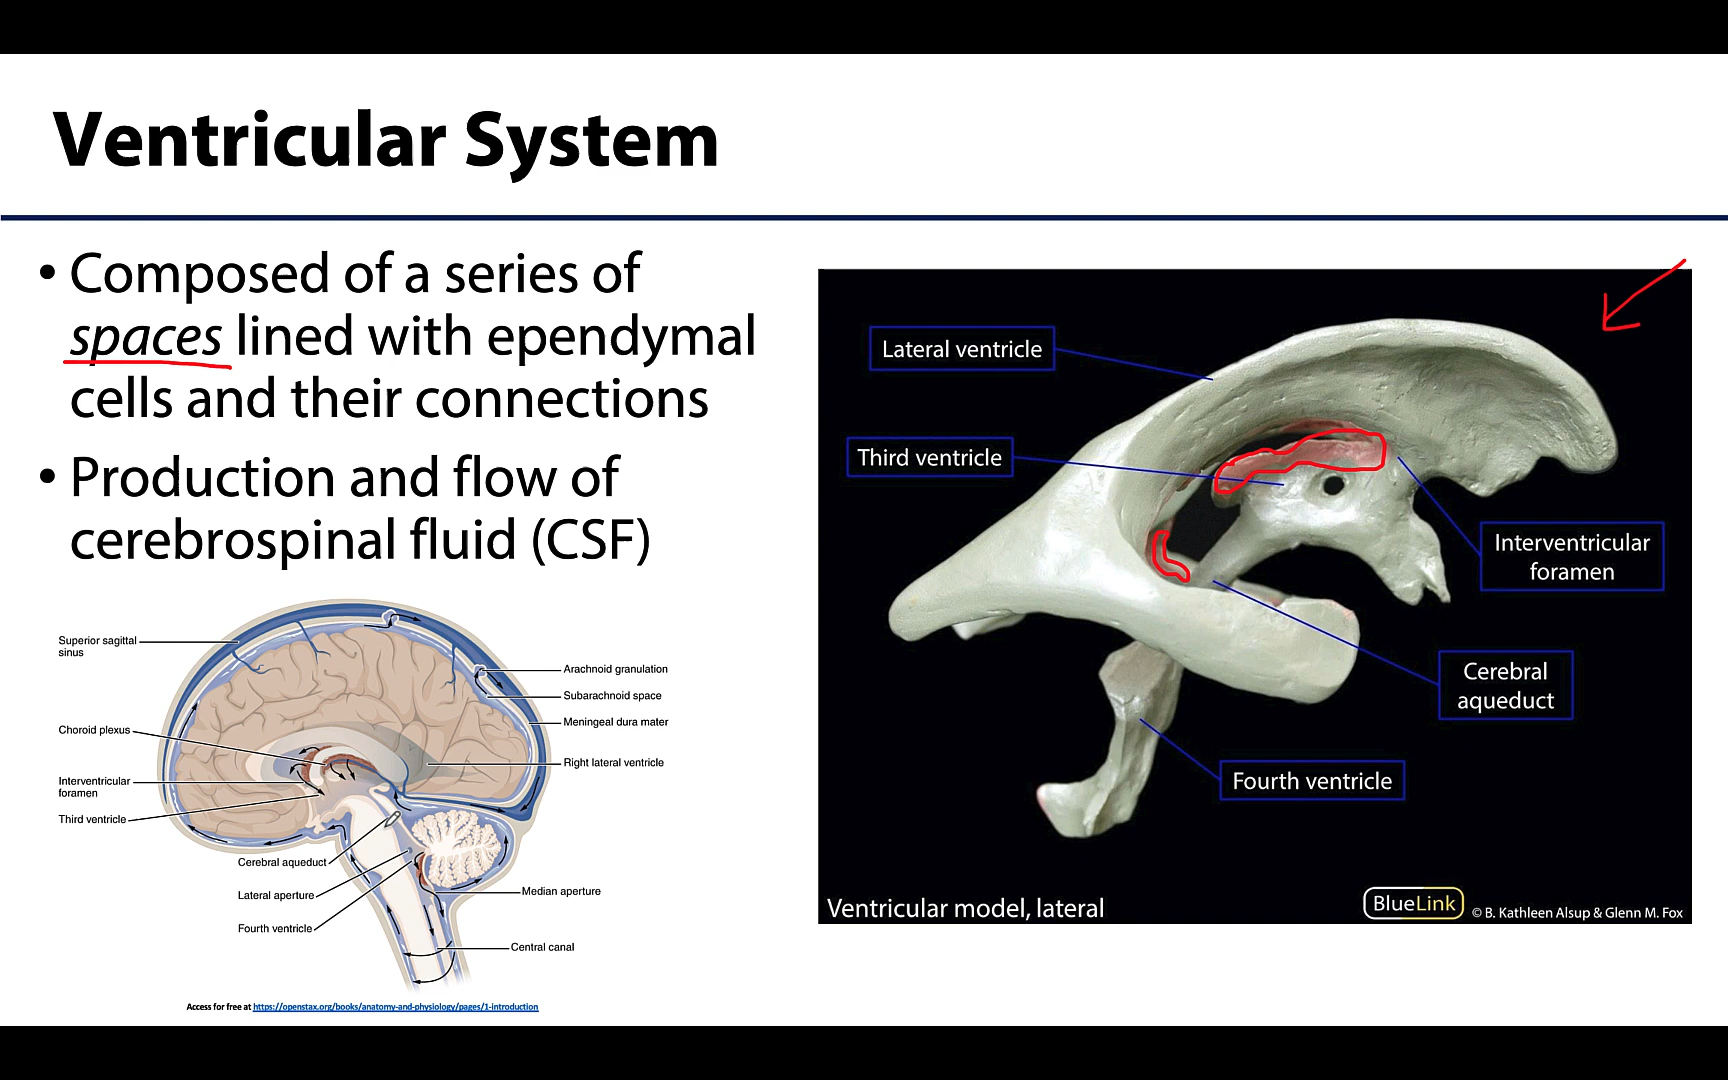 Ventricular System
• Composed of a series of
spaces lined with ependymal
cells and their connections
• Production and flow of
cerebrospinal fluid (CSF)
Superior sagittal
sinus
Choroid plexus
Interventricular
foramen
Third ventricle
Cerebral aqueduct
Lateral aperture
Fourth ventricle
Arachnoid granulation
Subarachnoid space
Meningeal dura mater
Right lateral ventricle
Median aperture
Central canal
Access for free at https://openstax.org/books/anatomy-and-physiology/pages/1-introduction
Lateral ventricle
Third ventricle
Interventricular
foramen
Cerebral
aqueduct
Fourth ventricle
Ventricular model, lateral
BlueLink
© B. Kathleen Alsup & Glenn M. Fox